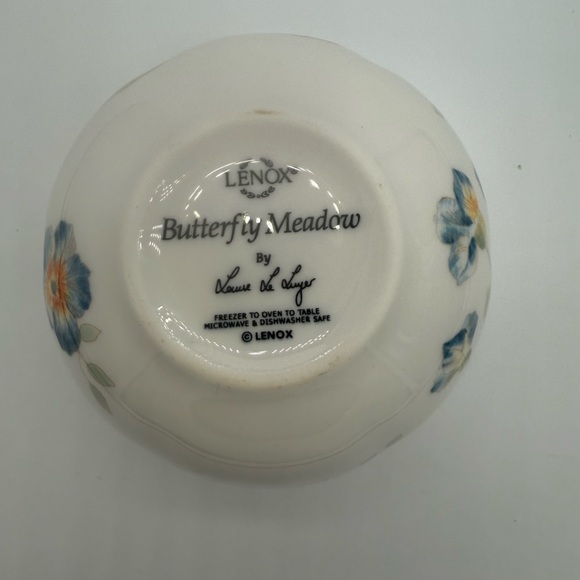 LENOX
Butterfly Meadow
By
Louise Le Luyer
FREEZER TO OVEN TO TABLE
MICROWAVE & DISHWASHER SAFE
© LENOX